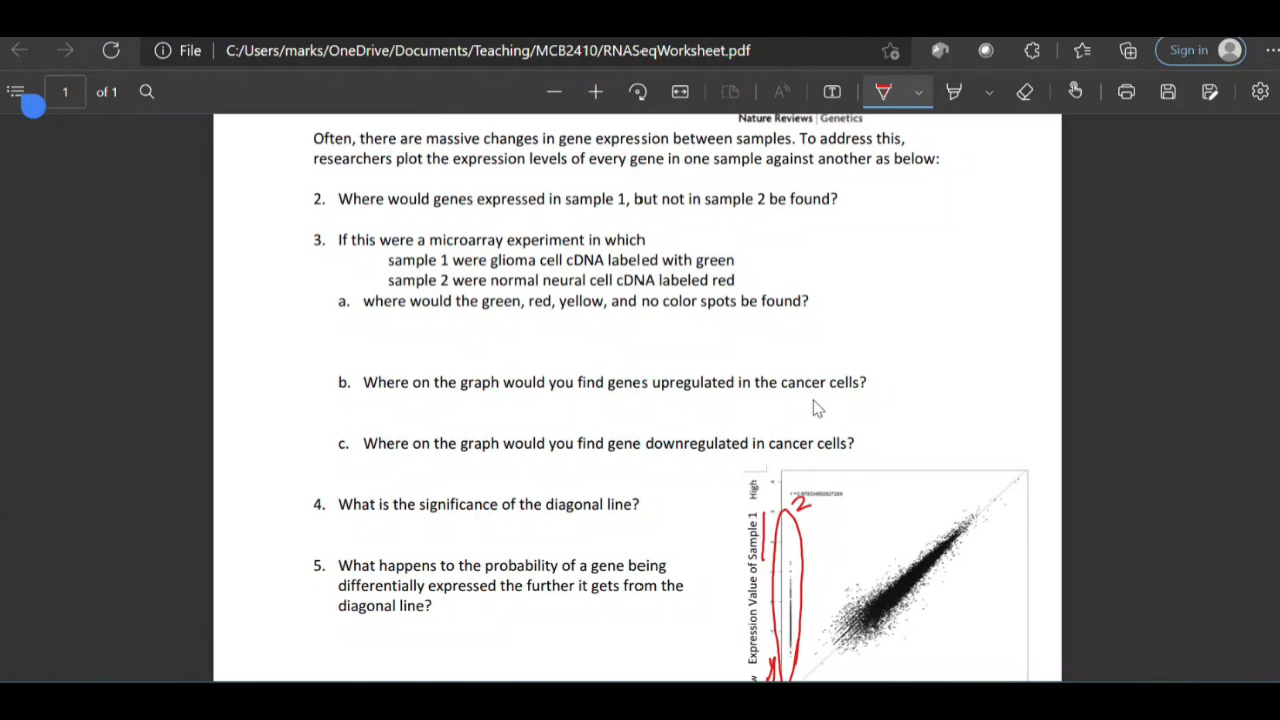 File C:/Users/marks/OneDrive/Documents/Teaching/MCB2410/RNASeqWorksheet.pdf Sign in
1 of 1
Nature Reviews | Genetics
Often, there are massive changes in gene expression between samples. To address this,
researchers plot the expression levels of every gene in one sample against another as below:
2. Where would genes expressed in sample 1, but not in sample 2 be found?
3. If this were a microarray experiment in which
sample 1 were glioma cell cDNA labeled with green
sample 2 were normal neural cell cDNA labeled red
a. where would the green, red, yellow, and no color spots be found?
b. Where on the graph would you find genes upregulated in the cancer cells?
c. Where on the graph would you find gene downregulated in cancer cells?
4. What is the significance of the diagonal line?
5. What happens to the probability of a gene being
differentially expressed the further it gets from the
diagonal line?
Expression Value of Sample 1 High
2